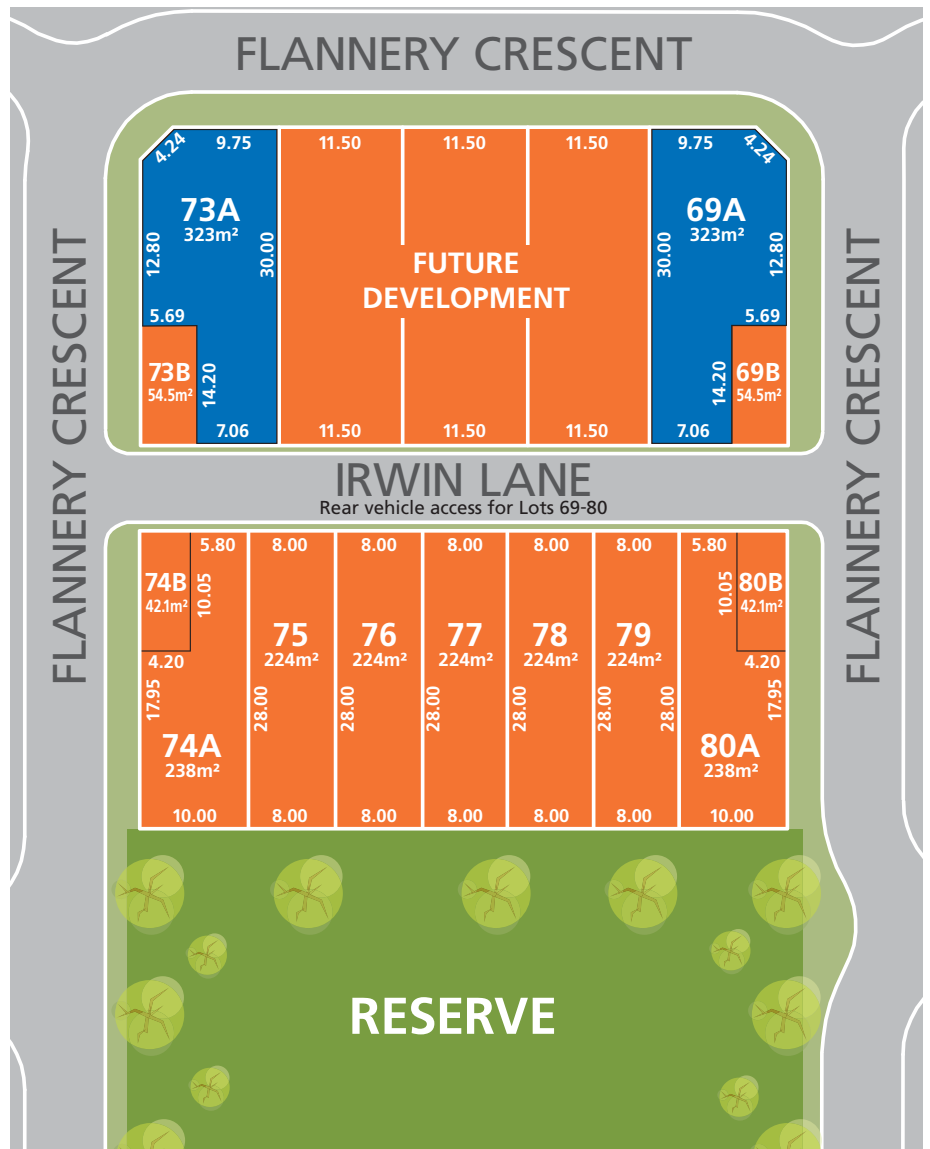 FLANNERY CRESCENT
4.24
9.75
11.50
11.50
11.50
9.75
4.24
73A
323m²
69A
323m²
12.80
30.00
FUTURE
DEVELOPMENT
30.00
12.80
5.69
5.69
73B
54.5m²
14.20
14.20
69B
54.5m²
7.06
11.50
11.50
11.50
7.06
FLANNERY CRESCENT
FLANNERY CRESCENT
IRWIN LANE
Rear vehicle access for Lots 69-80
5.80
8.00
8.00
8.00
8.00
8.00
5.80
74B
42.1m²
10.05
10.05
80B
42.1m²
75
224m²
76
224m²
77
224m²
78
224m²
79
224m²
4.20
4.20
17.95
28.00
28.00
28.00
28.00
28.00
28.00
17.95
74A
238m²
80A
238m²
10.00
8.00
8.00
8.00
8.00
8.00
10.00
RESERVE